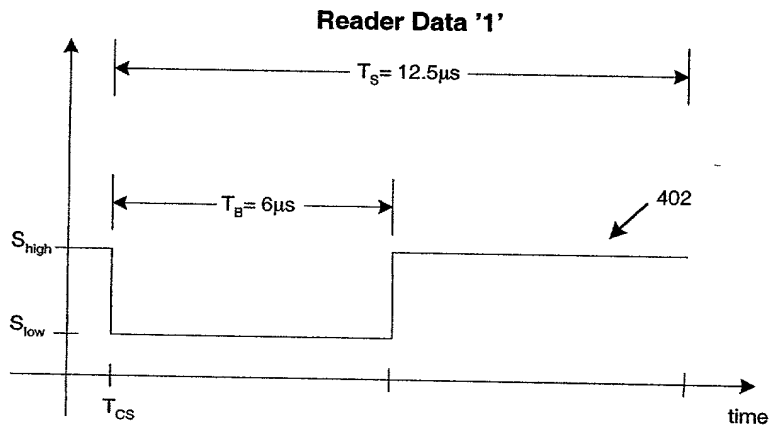 Reader Data '1'
T_S= 12.5μs
T_B= 6μs
402
S_high
S_low
T_CS
time